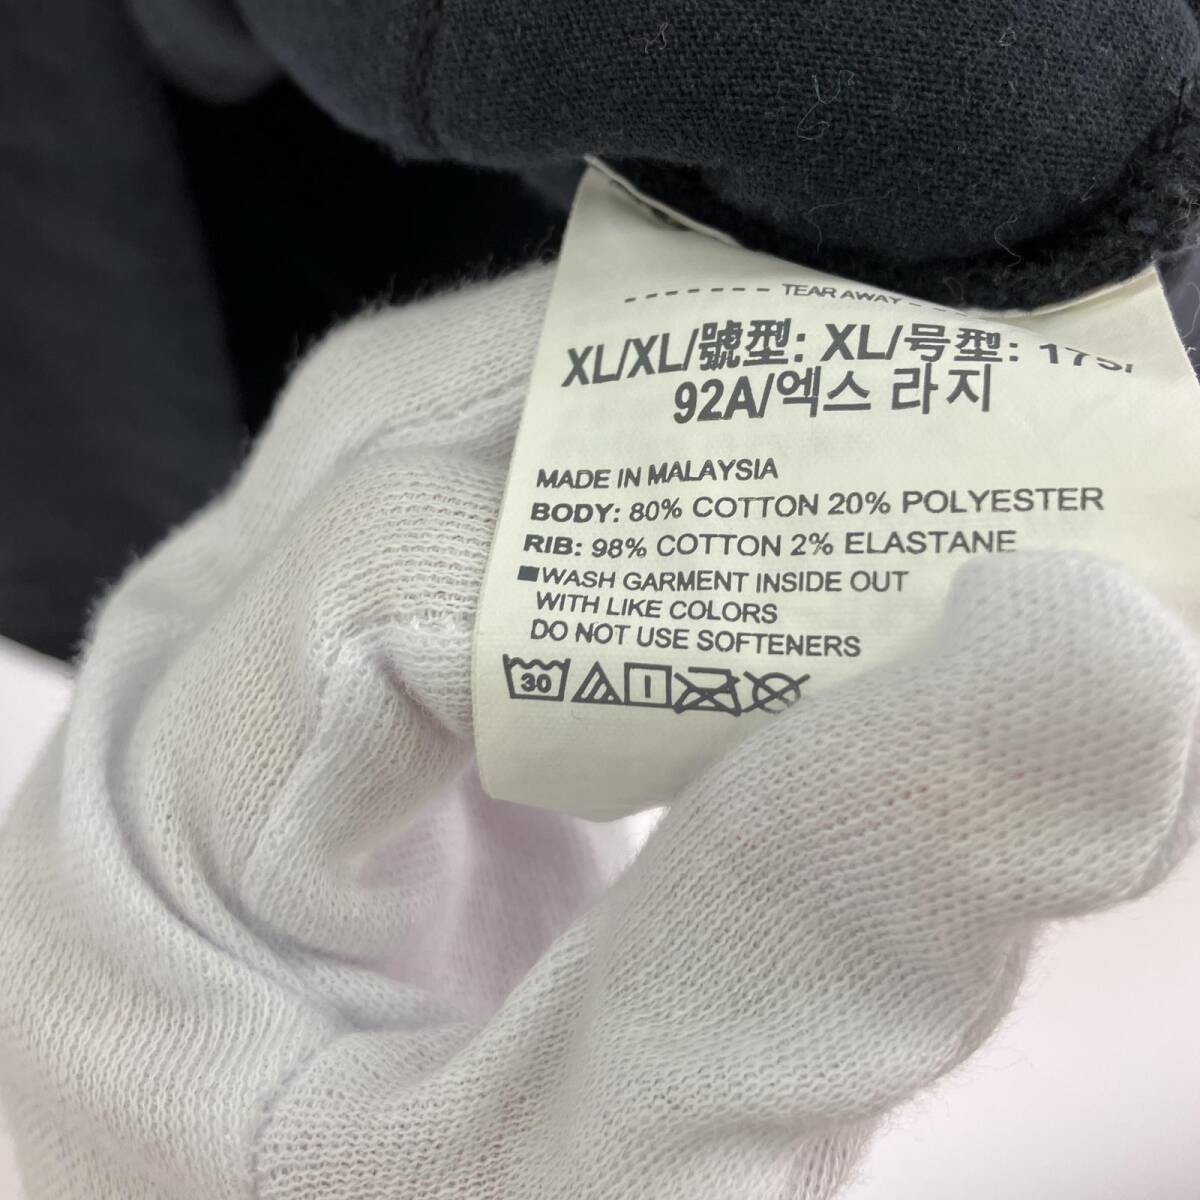 TEAR AWAY
XL/XL/號型: XL/号型: 175/
92A/엑스 라지
MADE IN MALAYSIA
BODY: 80% COTTON 20% POLYESTER
RIB: 98% COTTON 2% ELASTANE
■WASH GARMENT INSIDE OUT
WITH LIKE COLORS
DO NOT USE SOFTENERS
30